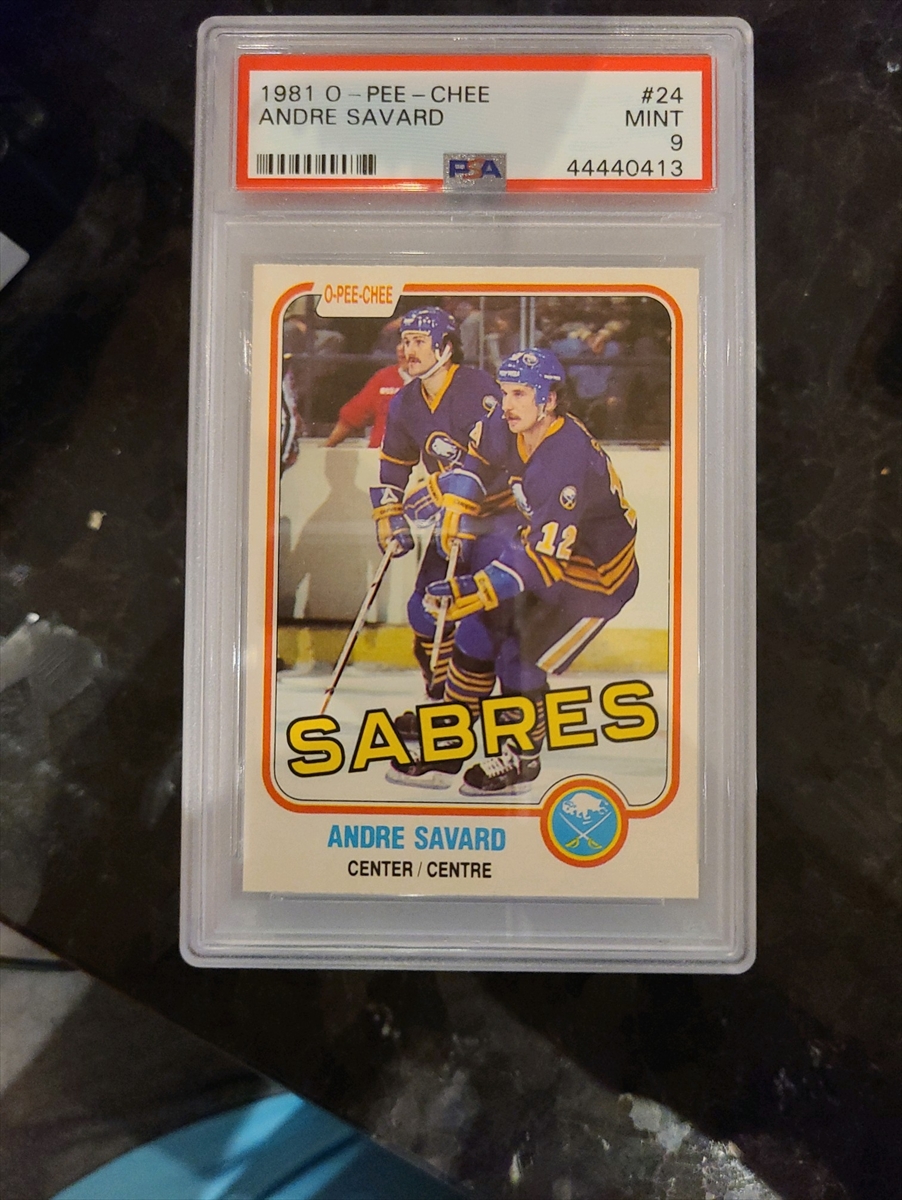 1981 O-PEE-CHEE #24
ANDRE SAVARD MINT
9
PSA 44440413
O-PEE-CHEE
12
SABRES
ANDRE SAVARD
CENTER / CENTRE